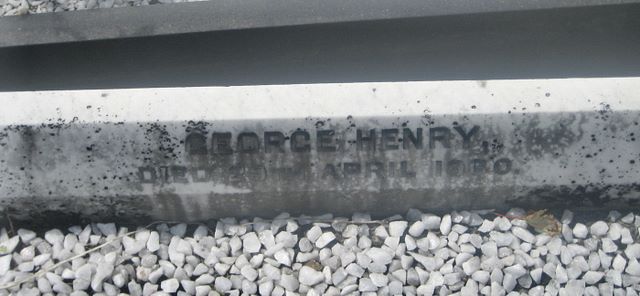 GEORGE HENRY,
DIED APRIL